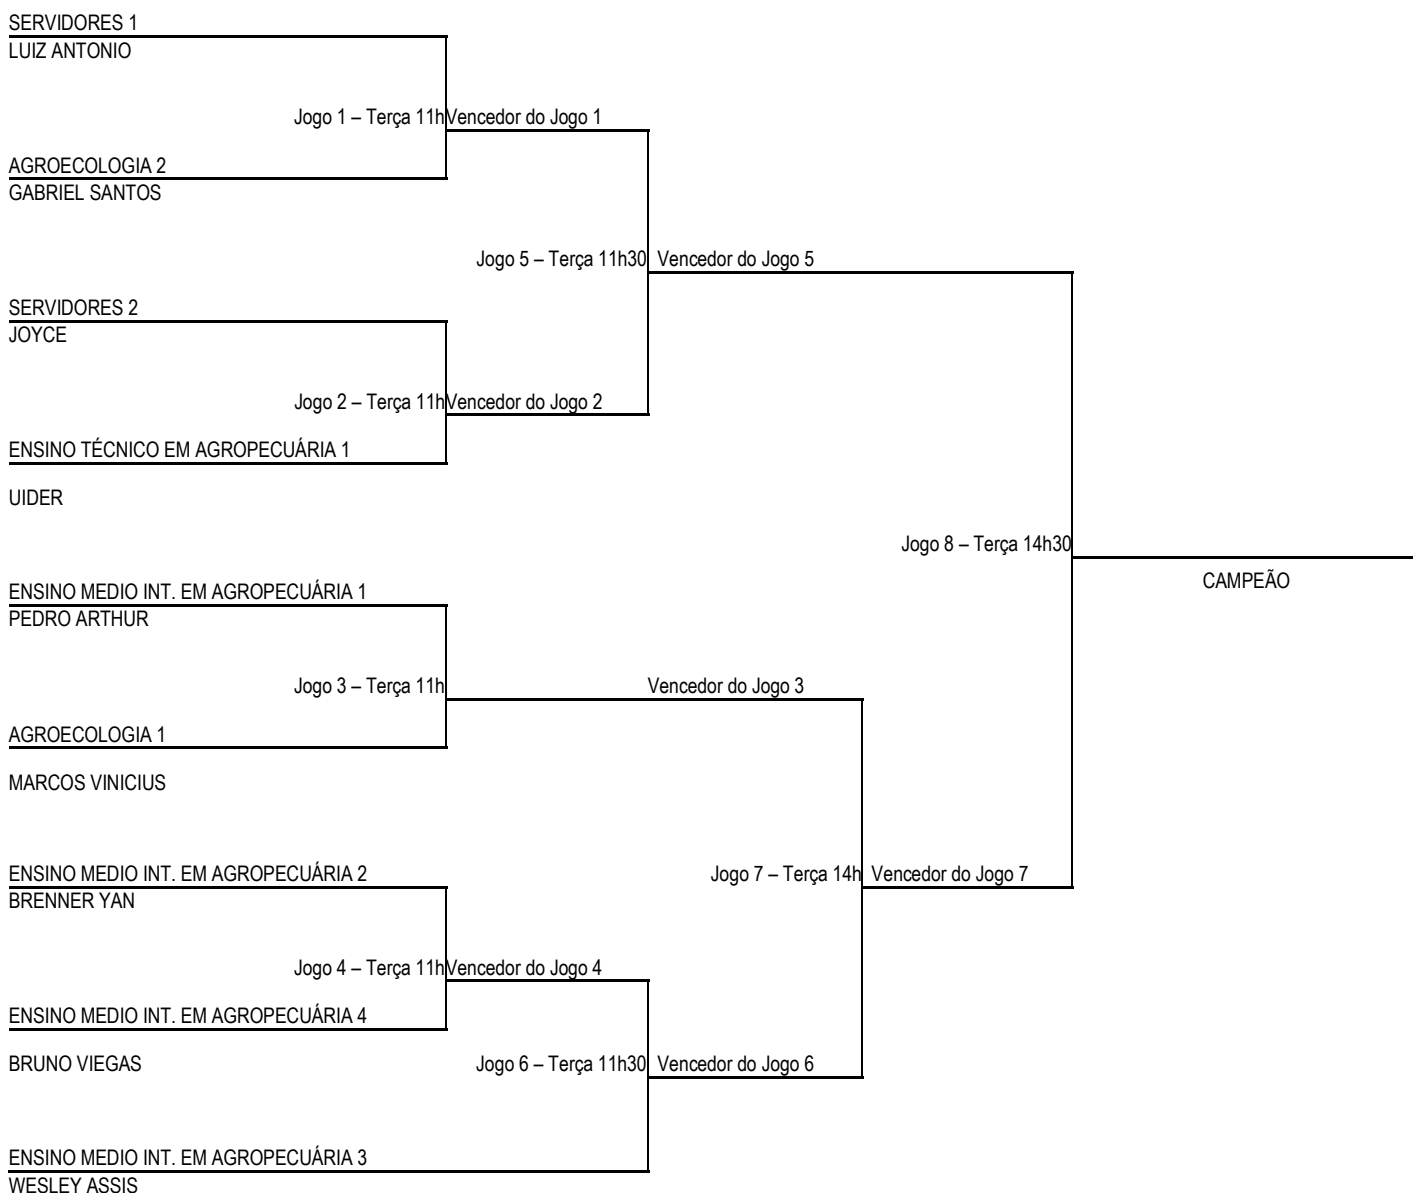 SERVIDORES 1
LUIZ ANTONIO
Jogo 1 – Terça 11h Vencedor do Jogo 1
AGROECOLOGIA 2
GABRIEL SANTOS
Jogo 5 – Terça 11h30 Vencedor do Jogo 5
SERVIDORES 2
JOYCE
Jogo 2 – Terça 11h Vencedor do Jogo 2
ENSINO TÉCNICO EM AGROPECUÁRIA 1
UIDER
Jogo 8 – Terça 14h30
CAMPEÃO
ENSINO MEDIO INT. EM AGROPECUÁRIA 1
PEDRO ARTHUR
Jogo 3 – Terça 11h Vencedor do Jogo 3
AGROECOLOGIA 1
MARCOS VINICIUS
ENSINO MEDIO INT. EM AGROPECUÁRIA 2 Jogo 7 – Terça 14h Vencedor do Jogo 7
BRENNER YAN
Jogo 4 – Terça 11h Vencedor do Jogo 4
ENSINO MEDIO INT. EM AGROPECUÁRIA 4
BRUNO VIEGAS Jogo 6 – Terça 11h30 Vencedor do Jogo 6
ENSINO MEDIO INT. EM AGROPECUÁRIA 3
WESLEY ASSIS